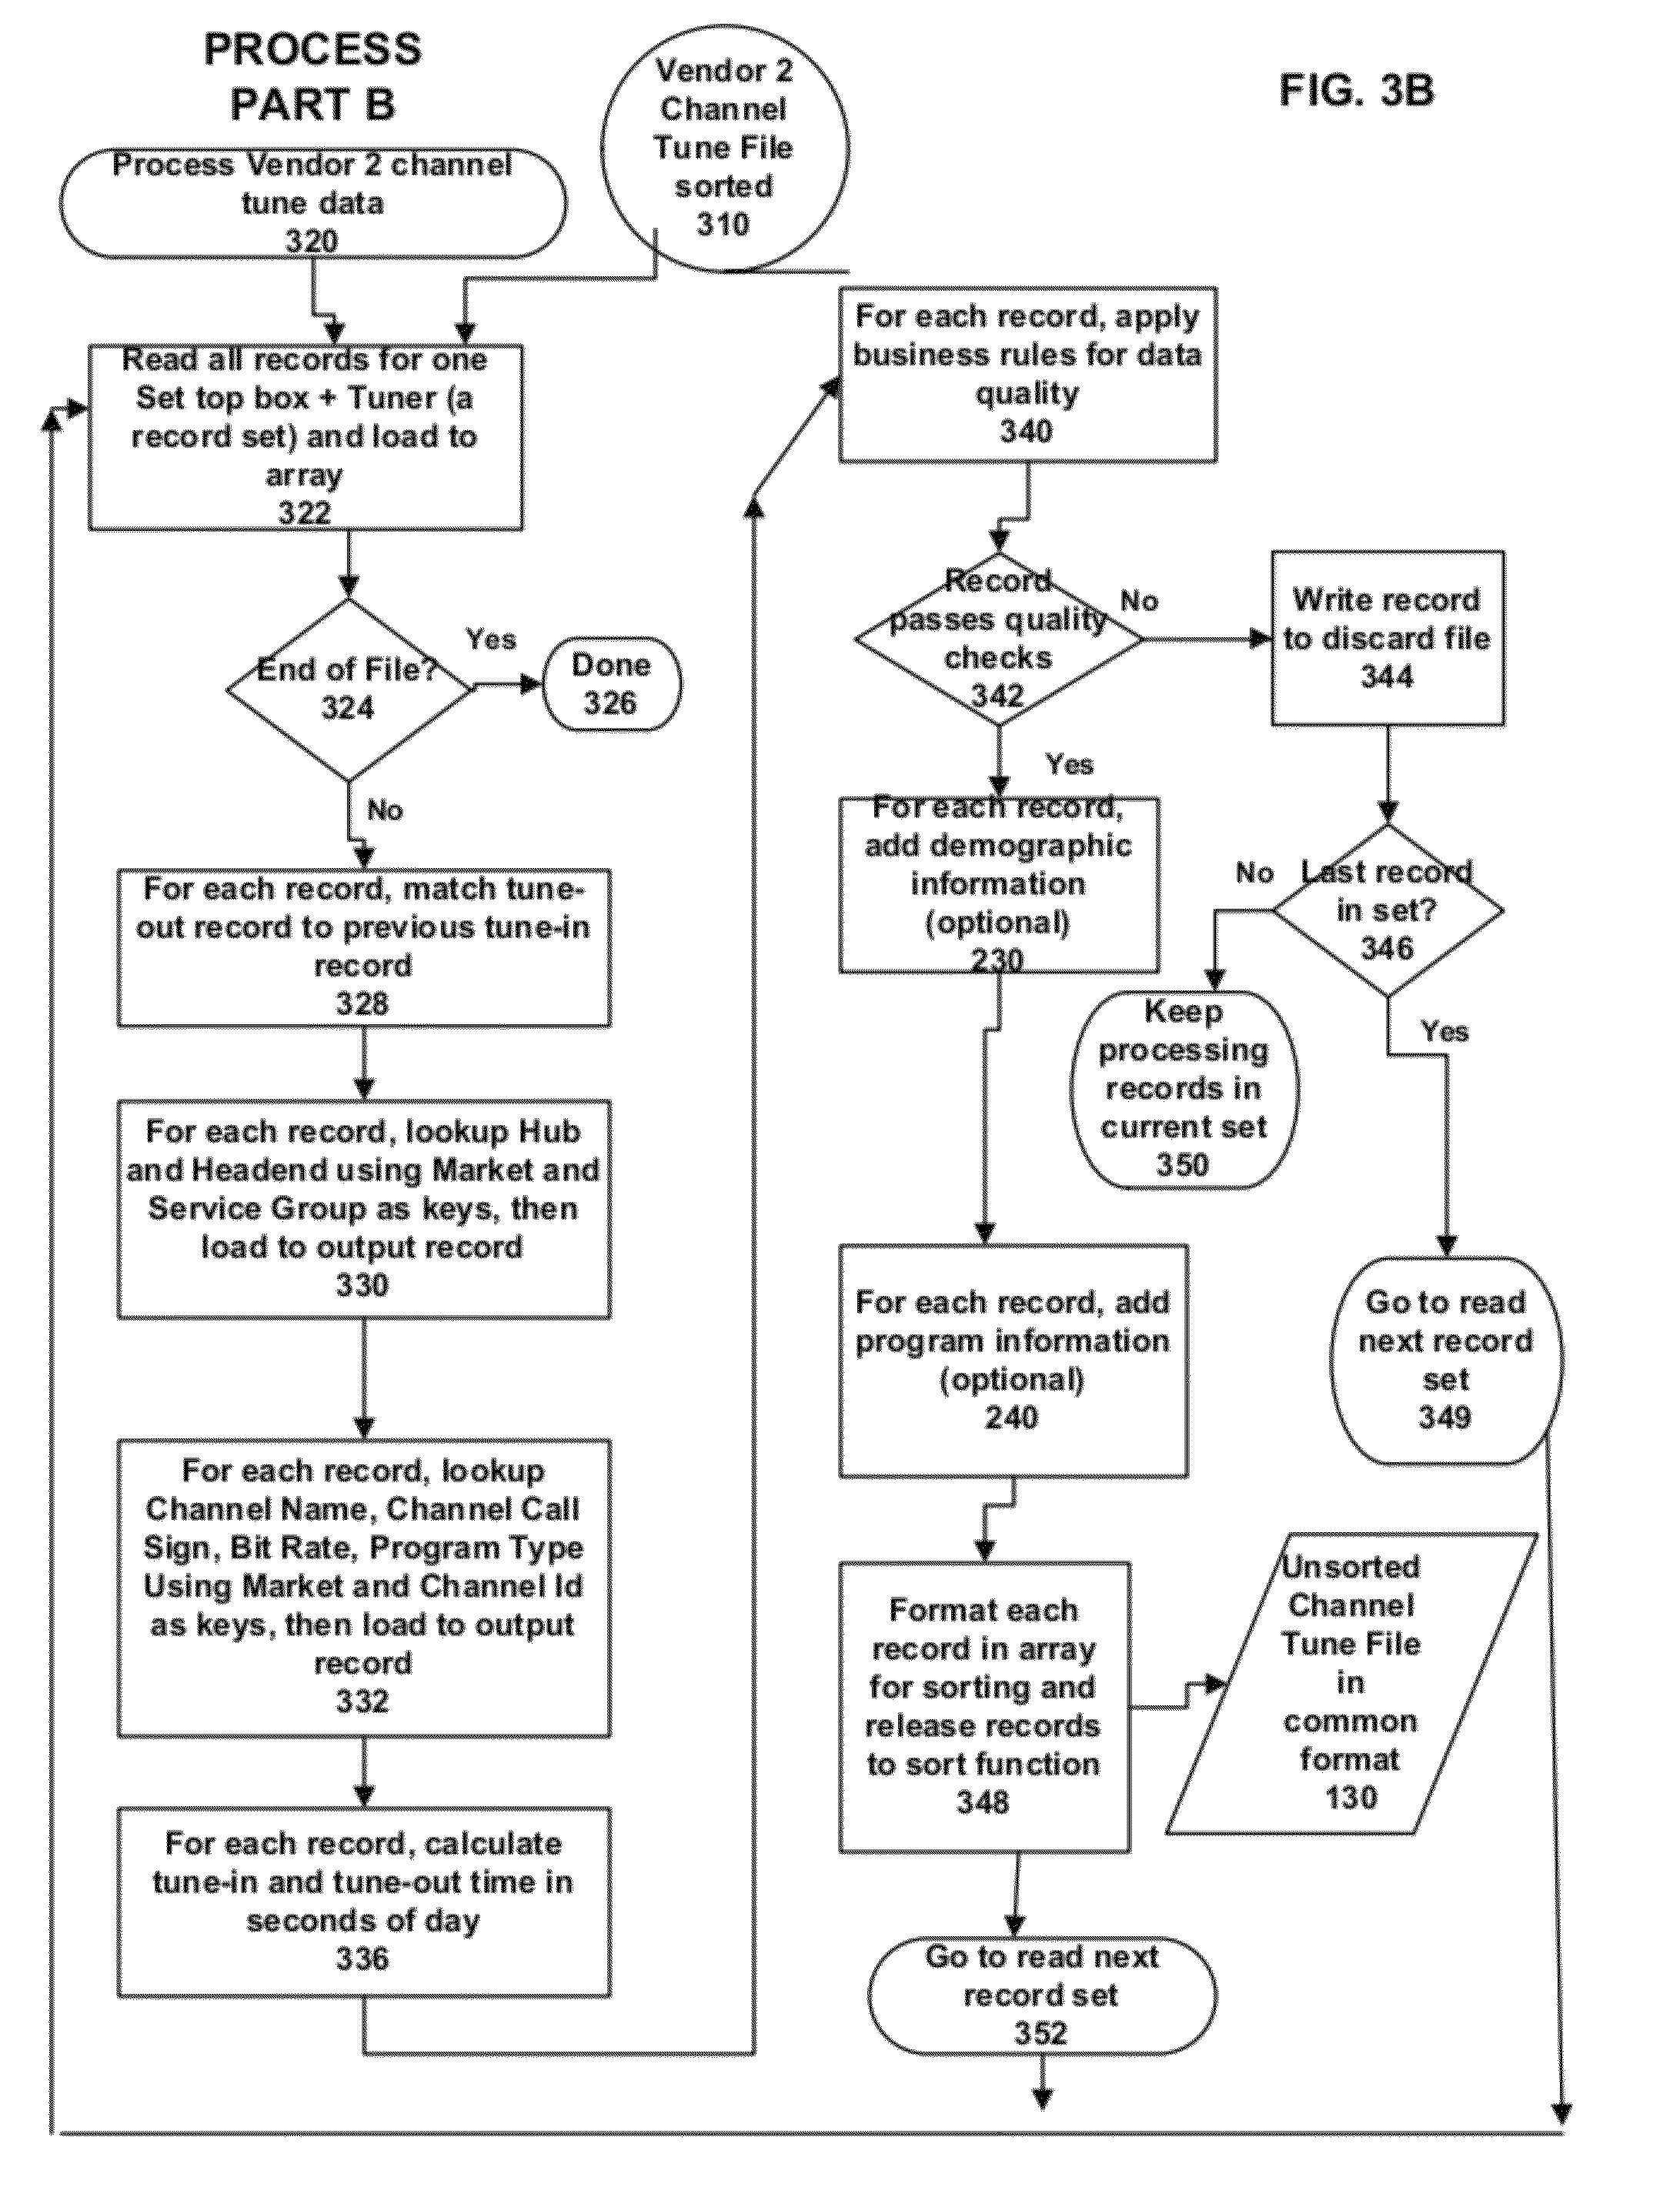 PROCESS
PART B
FIG. 3B
Vendor 2
Channel
Tune File
sorted
310
Process Vendor 2 channel
tune data
320
Read all records for one
Set top box + Tuner (a
record set) and load to
array
322
End of File?
324
Yes
Done
326
No
For each record, match tune-
out record to previous tune-in
record
328
For each record, lookup Hub
and Headend using Market and
Service Group as keys, then
load to output record
330
For each record, lookup
Channel Name, Channel Call
Sign, Bit Rate, Program Type
Using Market and Channel Id
as keys, then load to output
record
332
For each record, calculate
tune-in and tune-out time in
seconds of day
336
For each record, apply
business rules for data
quality
340
Record
passes quality
checks
342
No
Write record
to discard file
344
Yes
For each record,
add demographic
information
(optional)
230
Last record
in set?
346
No
Keep
processing
records in
current set
350
Yes
Go to read
next record
set
349
For each record, add
program information
(optional)
240
Format each
record in array
for sorting and
release records
to sort function
348
Unsorted
Channel
Tune File
in
common
format
130
Go to read next
record set
352